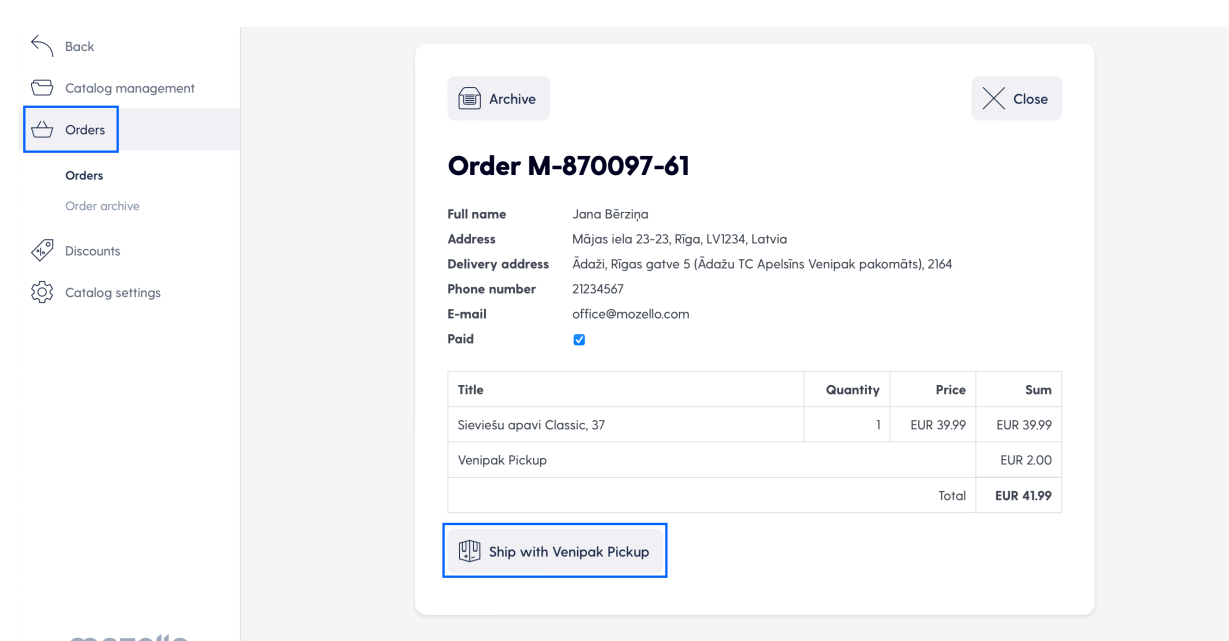 Back
Catalog management
Orders
Orders
Order archive
Discounts
Catalog settings
Archive
Close
Order M-870097-61
Full name Jana Bērziņa
Address Mājas iela 23-23, Rīga, LV1234, Latvia
Delivery address Ādaži, Rīgas gatve 5 (Ādažu TC Apelsīns Venipak pakomāts), 2164
Phone number 21234567
E-mail office@mozello.com
Paid
Title Quantity Price Sum
Sieviešu apavi Classic, 37 1 EUR 39.99 EUR 39.99
Venipak Pickup EUR 2.00
Total EUR 41.99
Ship with Venipak Pickup
mozello